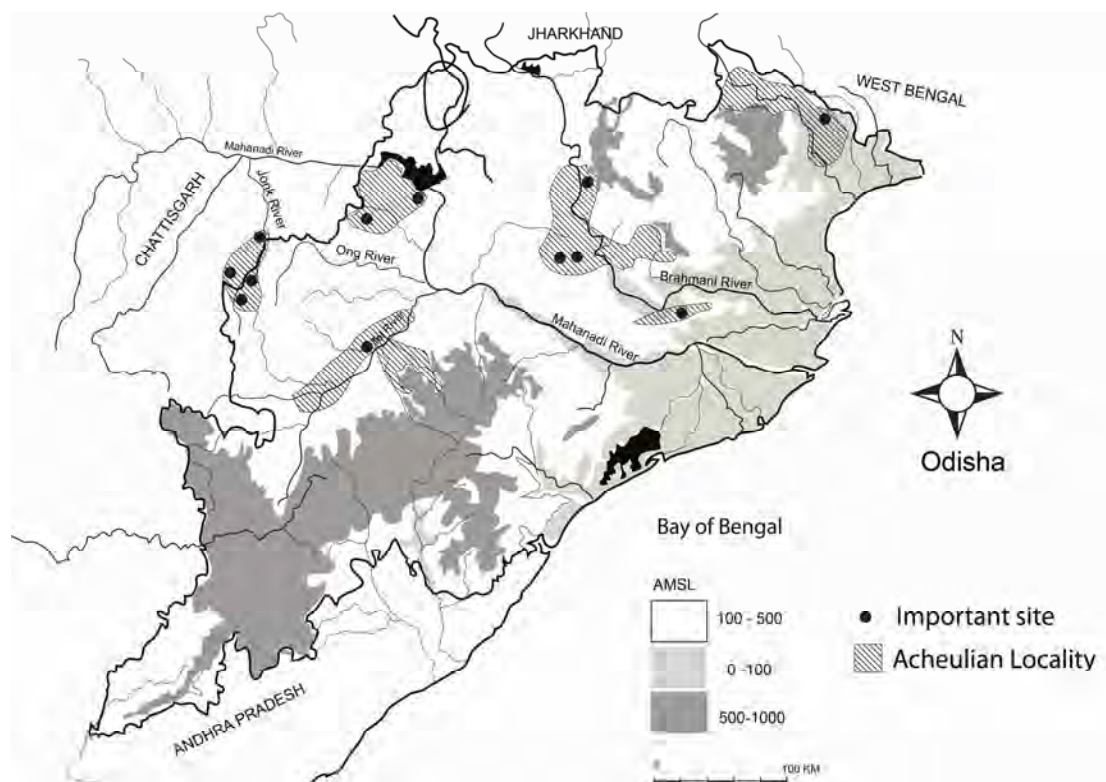 JHARKHAND
WEST BENGAL
Mahanadi River
CHATTISGARH
Jonk River
Ong River
Brahmani River
Mahanadi River
N
Odisha
Bay of Bengal
AMSL
100 - 500
0 -100
500-1000
Important site
Acheulian Locality
ANDHRA PRADESH
100 KM